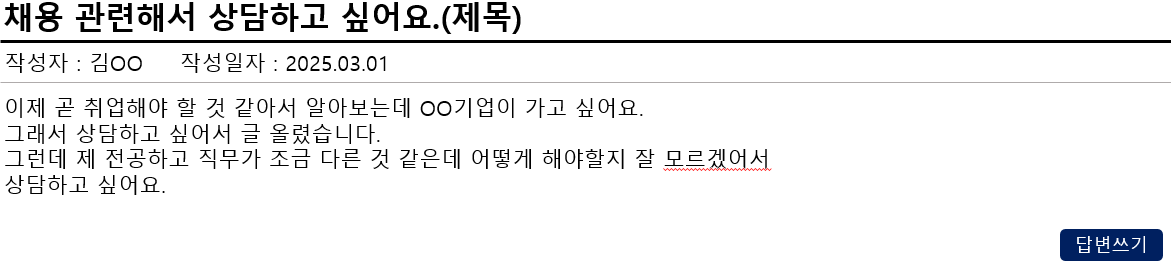 채용 관련해서 상담하고 싶어요.(제목)
작성자 : 김OO 작성일자 : 2025.03.01
이제 곧 취업해야 할 것 같아서 알아보는데 OO기업이 가고 싶어요.
그래서 상담하고 싶어서 글 올렸습니다.
그런데 제 전공하고 직무가 조금 다른 것 같은데 어떻게 해야할지 잘 모르겠어서
상담하고 싶어요.
답변쓰기